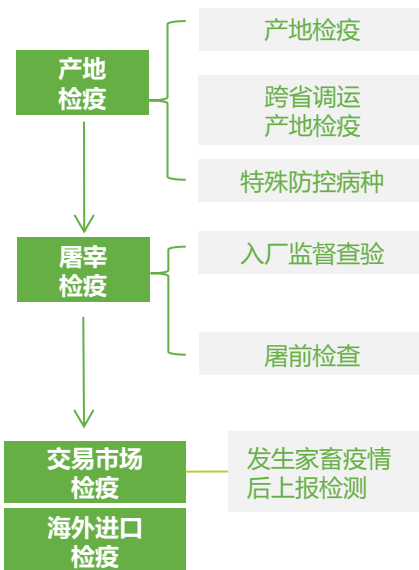 产地
检疫
产地检疫
跨省调运
产地检疫
特殊防控病种
屠宰
检疫
入厂监督查验
屠前检查
交易市场
检疫
发生家畜疫情
后上报检测
海外进口
检疫